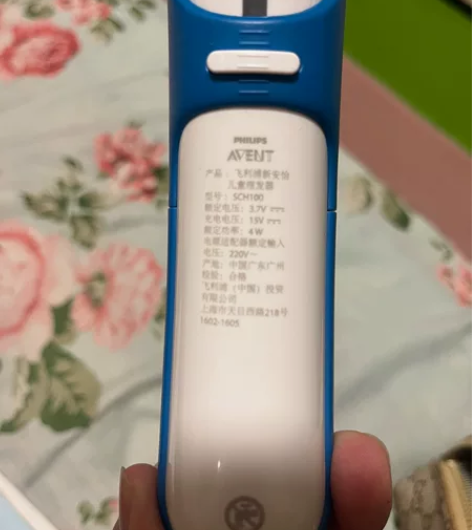 PHILIPS
AVENT
产品：飞利浦新安怡
儿童理发器
型号：SCH100
额定电压：3.7V
充电电压：15V
额定功率：4W
电源适配器额定输入
电压：220V～
产地：中国广东广州
检验：合格
飞利浦（中国）投资
有限公司
上海市天目西路218号
1602-1605